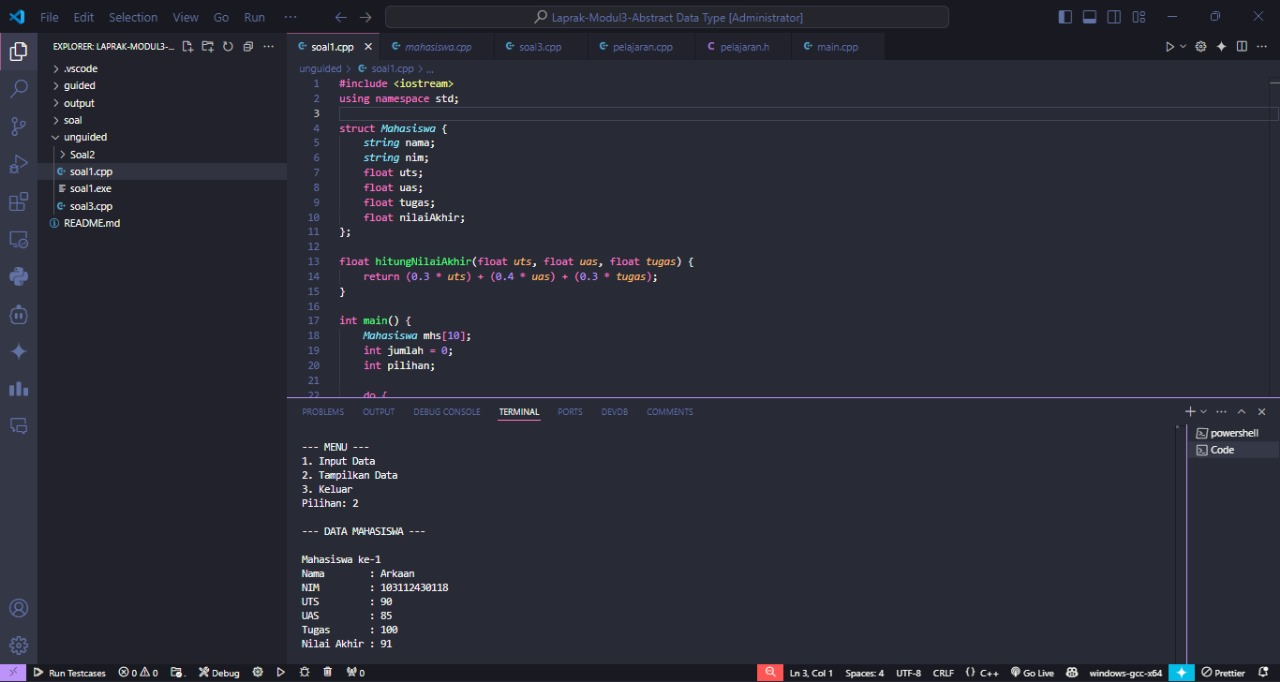 File Edit Selection View Go Run ··· Laprak-Modul3-Abstract Data Type [Administrator]
EXPLORER: LAPRAK-MODUL3-...
soal1.cpp mahasiswa.cpp soal3.cpp pelajaran.cpp pelajaran.h main.cpp
.vscode
guided
output
soal
unguided
Soal2
soal1.cpp
soal1.exe
soal3.cpp
README.md
unguided > soal1.cpp > ...
1 #include <iostream>
2 using namespace std;
3
4 struct Mahasiswa {
5 string nama;
6 string nim;
7 float uts;
8 float uas;
9 float tugas;
10 float nilaiAkhir;
11 };
12
13 float hitungNilaiAkhir(float uts, float uas, float tugas) {
14 return (0.3 * uts) + (0.4 * uas) + (0.3 * tugas);
15 }
16
17 int main() {
18 Mahasiswa mhs[10];
19 int jumlah = 0;
20 int pilihan;
21
22 do {
PROBLEMS OUTPUT DEBUG CONSOLE TERMINAL PORTS DEVDB COMMENTS
powershell
Code
--- MENU ---
1. Input Data
2. Tampilkan Data
3. Keluar
Pilihan: 2
--- DATA MAHASISWA ---
Mahasiswa ke-1
Nama : Arkaan
NIM : 103112430118
UTS : 90
UAS : 85
Tugas : 100
Nilai Akhir : 91
Run Testcases 0 0 Debug 0 Ln 3, Col 1 Spaces: 4 UTF-8 CRLF {} C++ Go Live windows-gcc-x64 Prettier